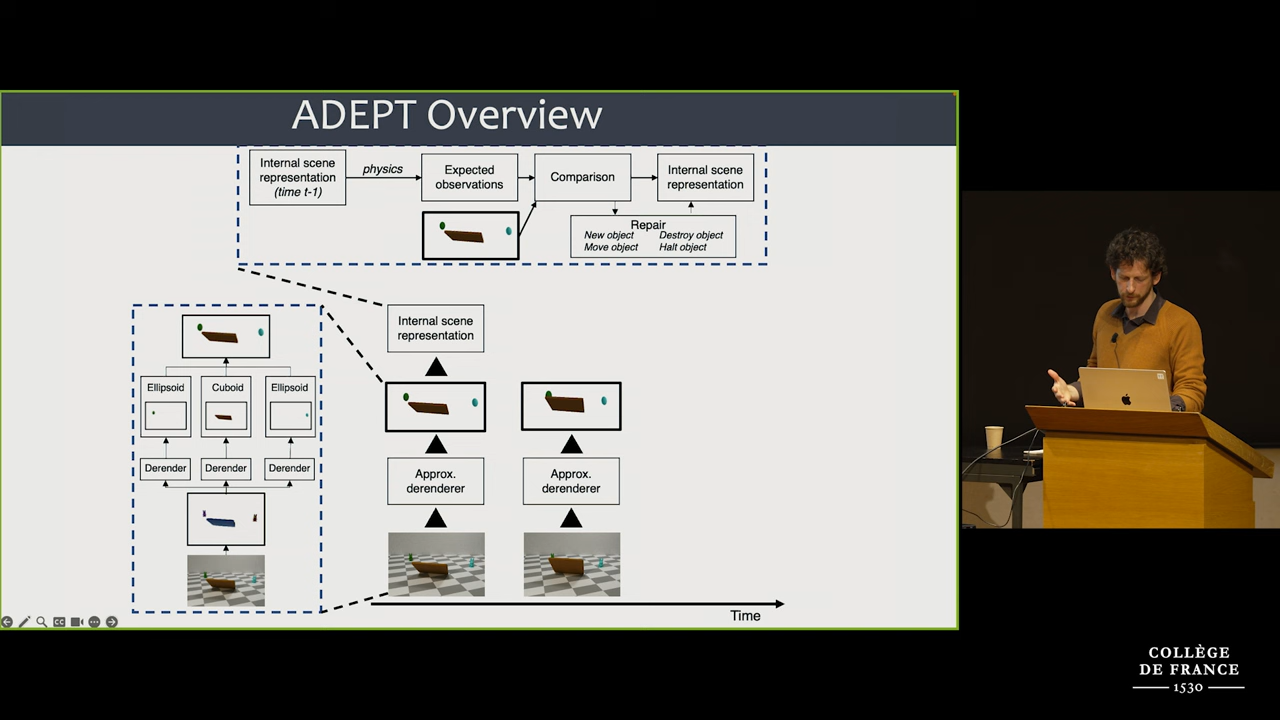 ADEPT Overview
Internal scene
representation
(time t-1)
physics
Expected
observations
Comparison
Internal scene
representation
Repair
New object
Destroy object
Move object
Halt object
Internal scene
representation
Ellipsoid
Cuboid
Ellipsoid
Derender
Derender
Derender
Approx.
derenderer
Approx.
derenderer
Time
CC
COLLÈGE
DE FRANCE
1530